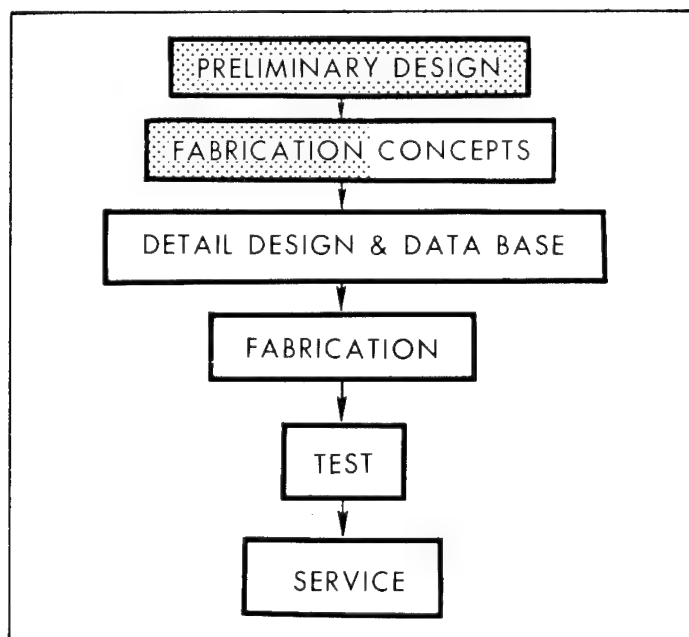 PRELIMINARY DESIGN
FABRICATION CONCEPTS
DETAIL DESIGN & DATA BASE
FABRICATION
TEST
SERVICE